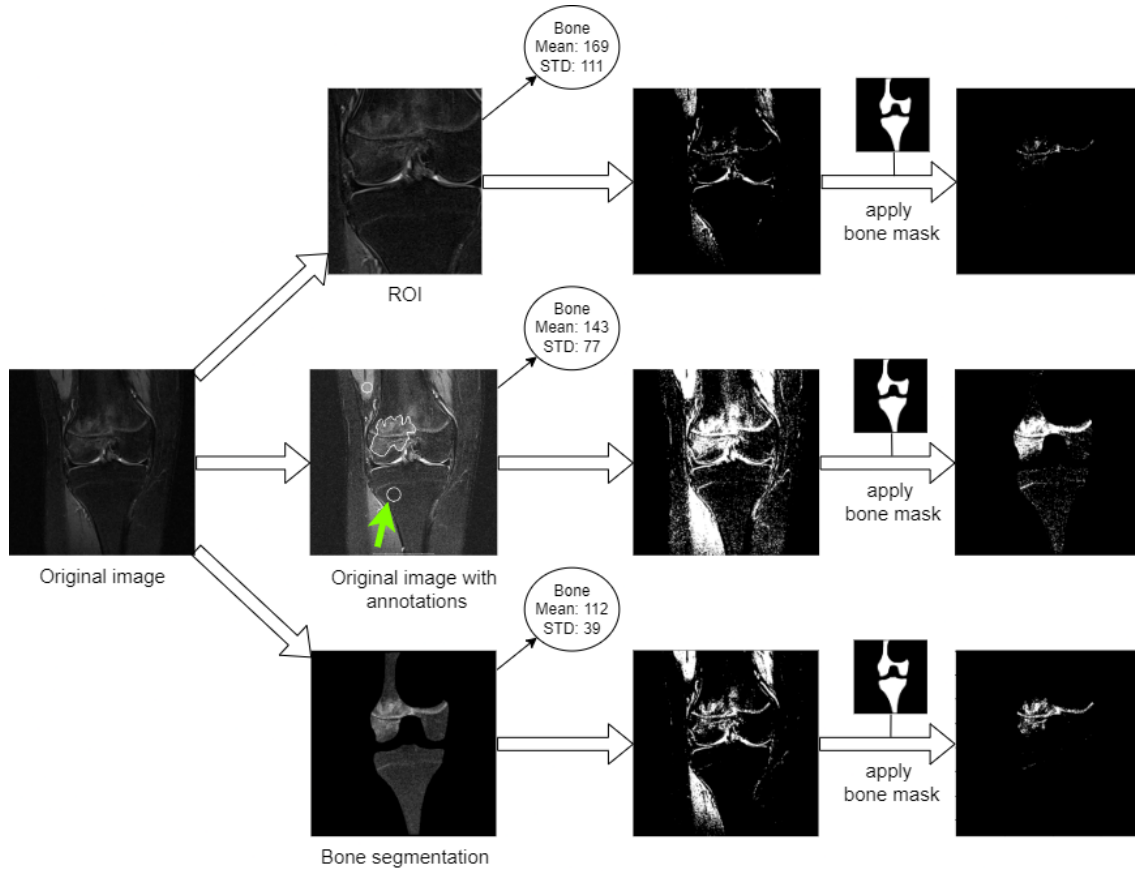 Bone
Mean: 169
STD: 111
ROI
apply
bone mask
Bone
Mean: 143
STD: 77
Original image
Original image with
annotations
apply
bone mask
Bone
Mean: 112
STD: 39
Bone segmentation
apply
bone mask